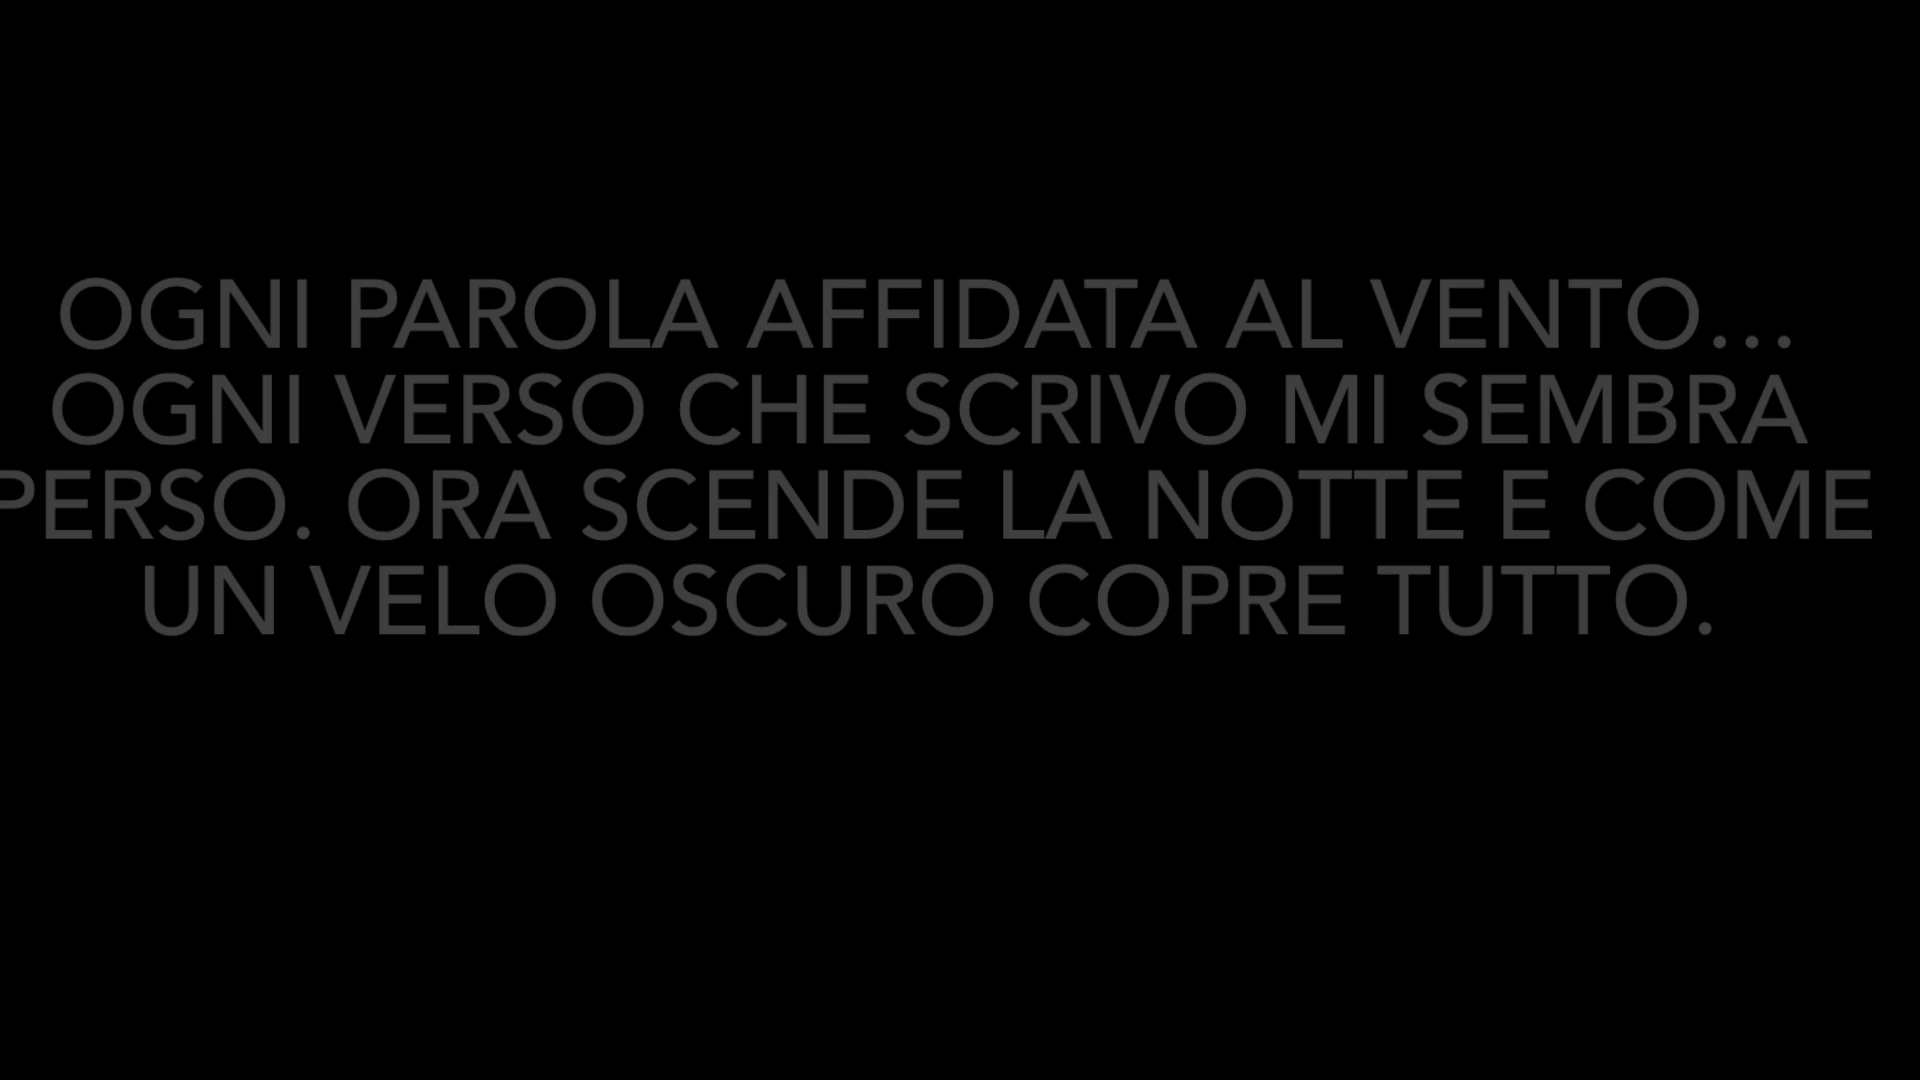 OGNI PAROLA AFFIDATA AL VENTO...
OGNI VERSO CHE SCRIVO MI SEMBRA
PERSO. ORA SCENDE LA NOTTE E COME
UN VELO OSCURO COPRE TUTTO.